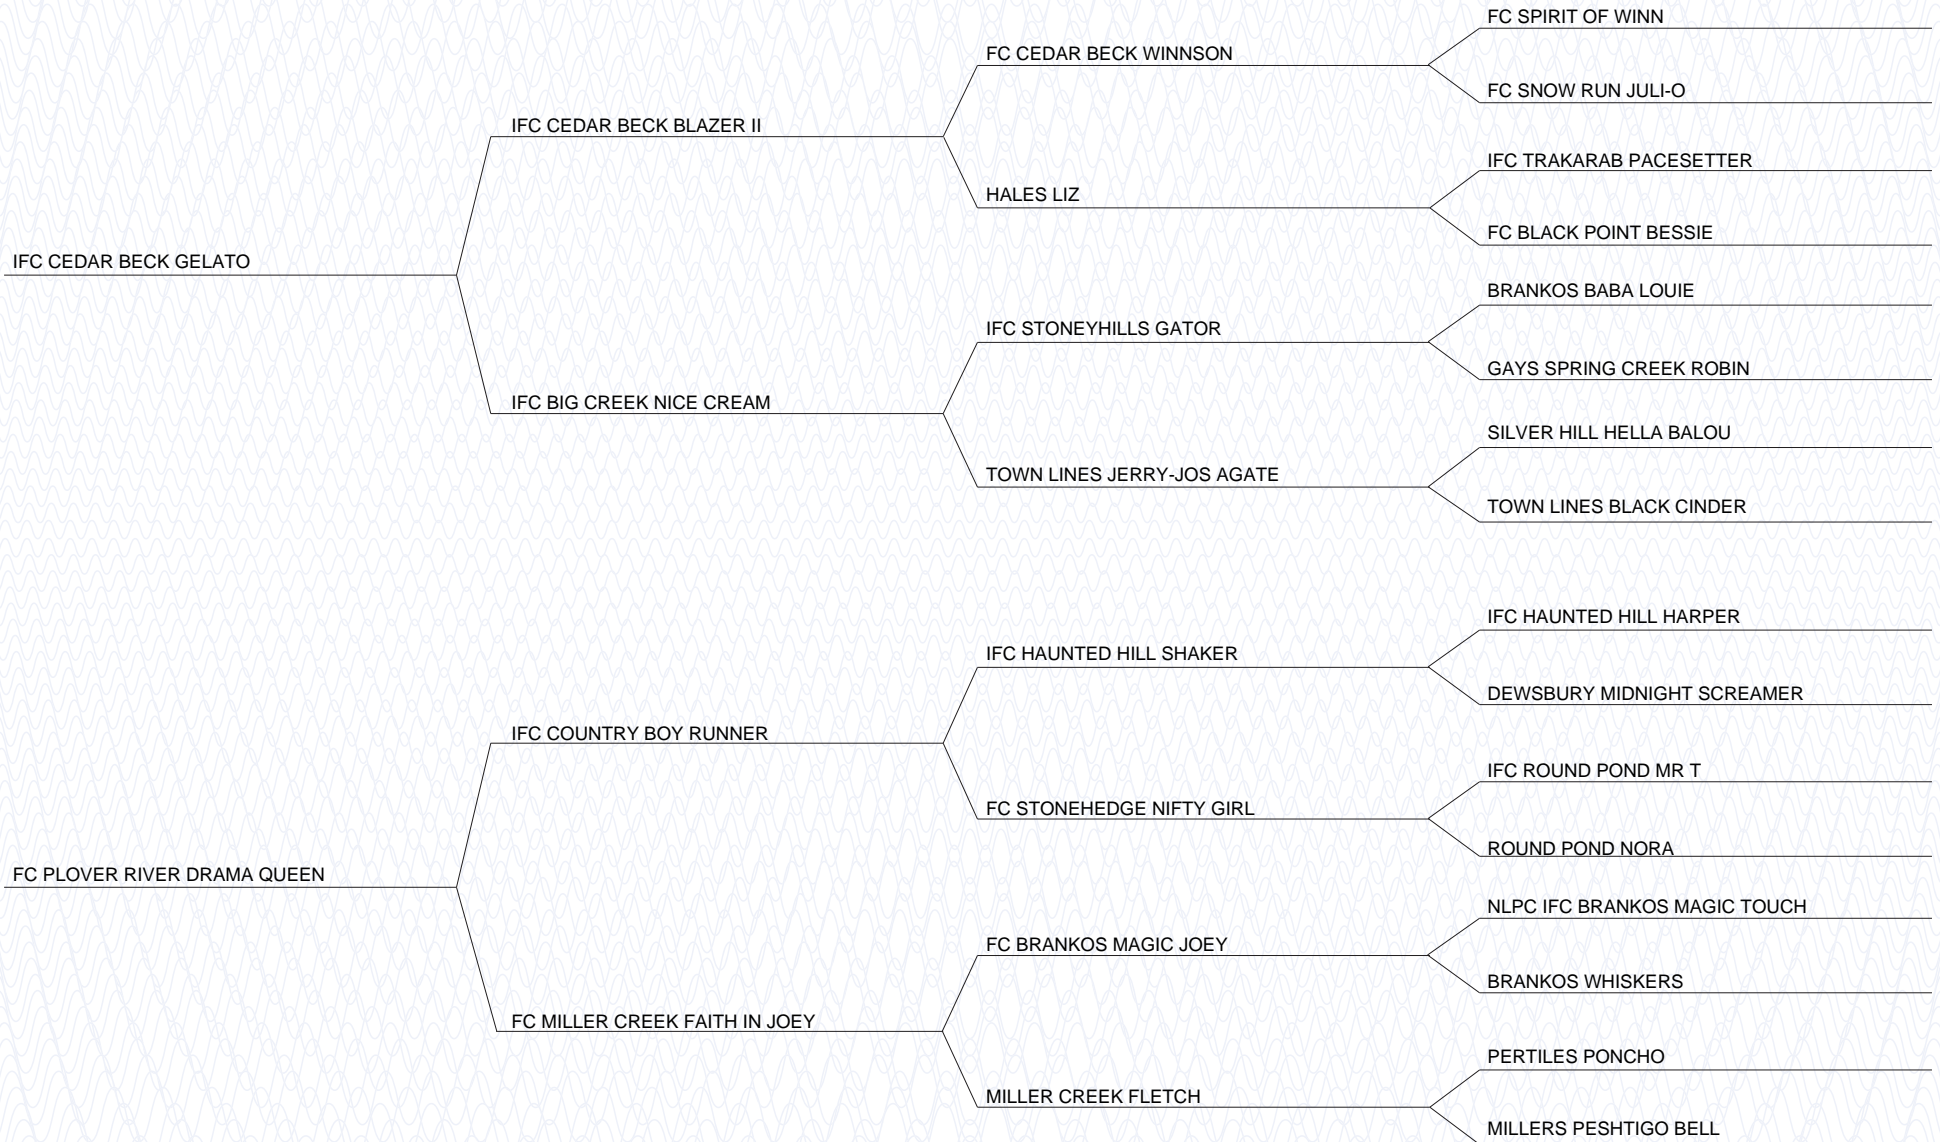 FC SPIRIT OF WINN
FC CEDAR BECK WINNSON
FC SNOW RUN JULI-O
IFC CEDAR BECK BLAZER II
IFC TRAKARAB PACESETTER
HALES LIZ
FC BLACK POINT BESSIE
IFC CEDAR BECK GELATO
BRANKOS BABA LOUIE
IFC STONEYHILLS GATOR
GAYS SPRING CREEK ROBIN
IFC BIG CREEK NICE CREAM
SILVER HILL HELLA BALOU
TOWN LINES JERRY-JOS AGATE
TOWN LINES BLACK CINDER
IFC HAUNTED HILL HARPER
IFC HAUNTED HILL SHAKER
DEWSBURY MIDNIGHT SCREAMER
IFC COUNTRY BOY RUNNER
IFC ROUND POND MR T
FC STONEHEDGE NIFTY GIRL
ROUND POND NORA
FC PLOVER RIVER DRAMA QUEEN
NLPC IFC BRANKOS MAGIC TOUCH
FC BRANKOS MAGIC JOEY
BRANKOS WHISKERS
FC MILLER CREEK FAITH IN JOEY
PERTILES PONCHO
MILLER CREEK FLETCH
MILLERS PESHTIGO BELL